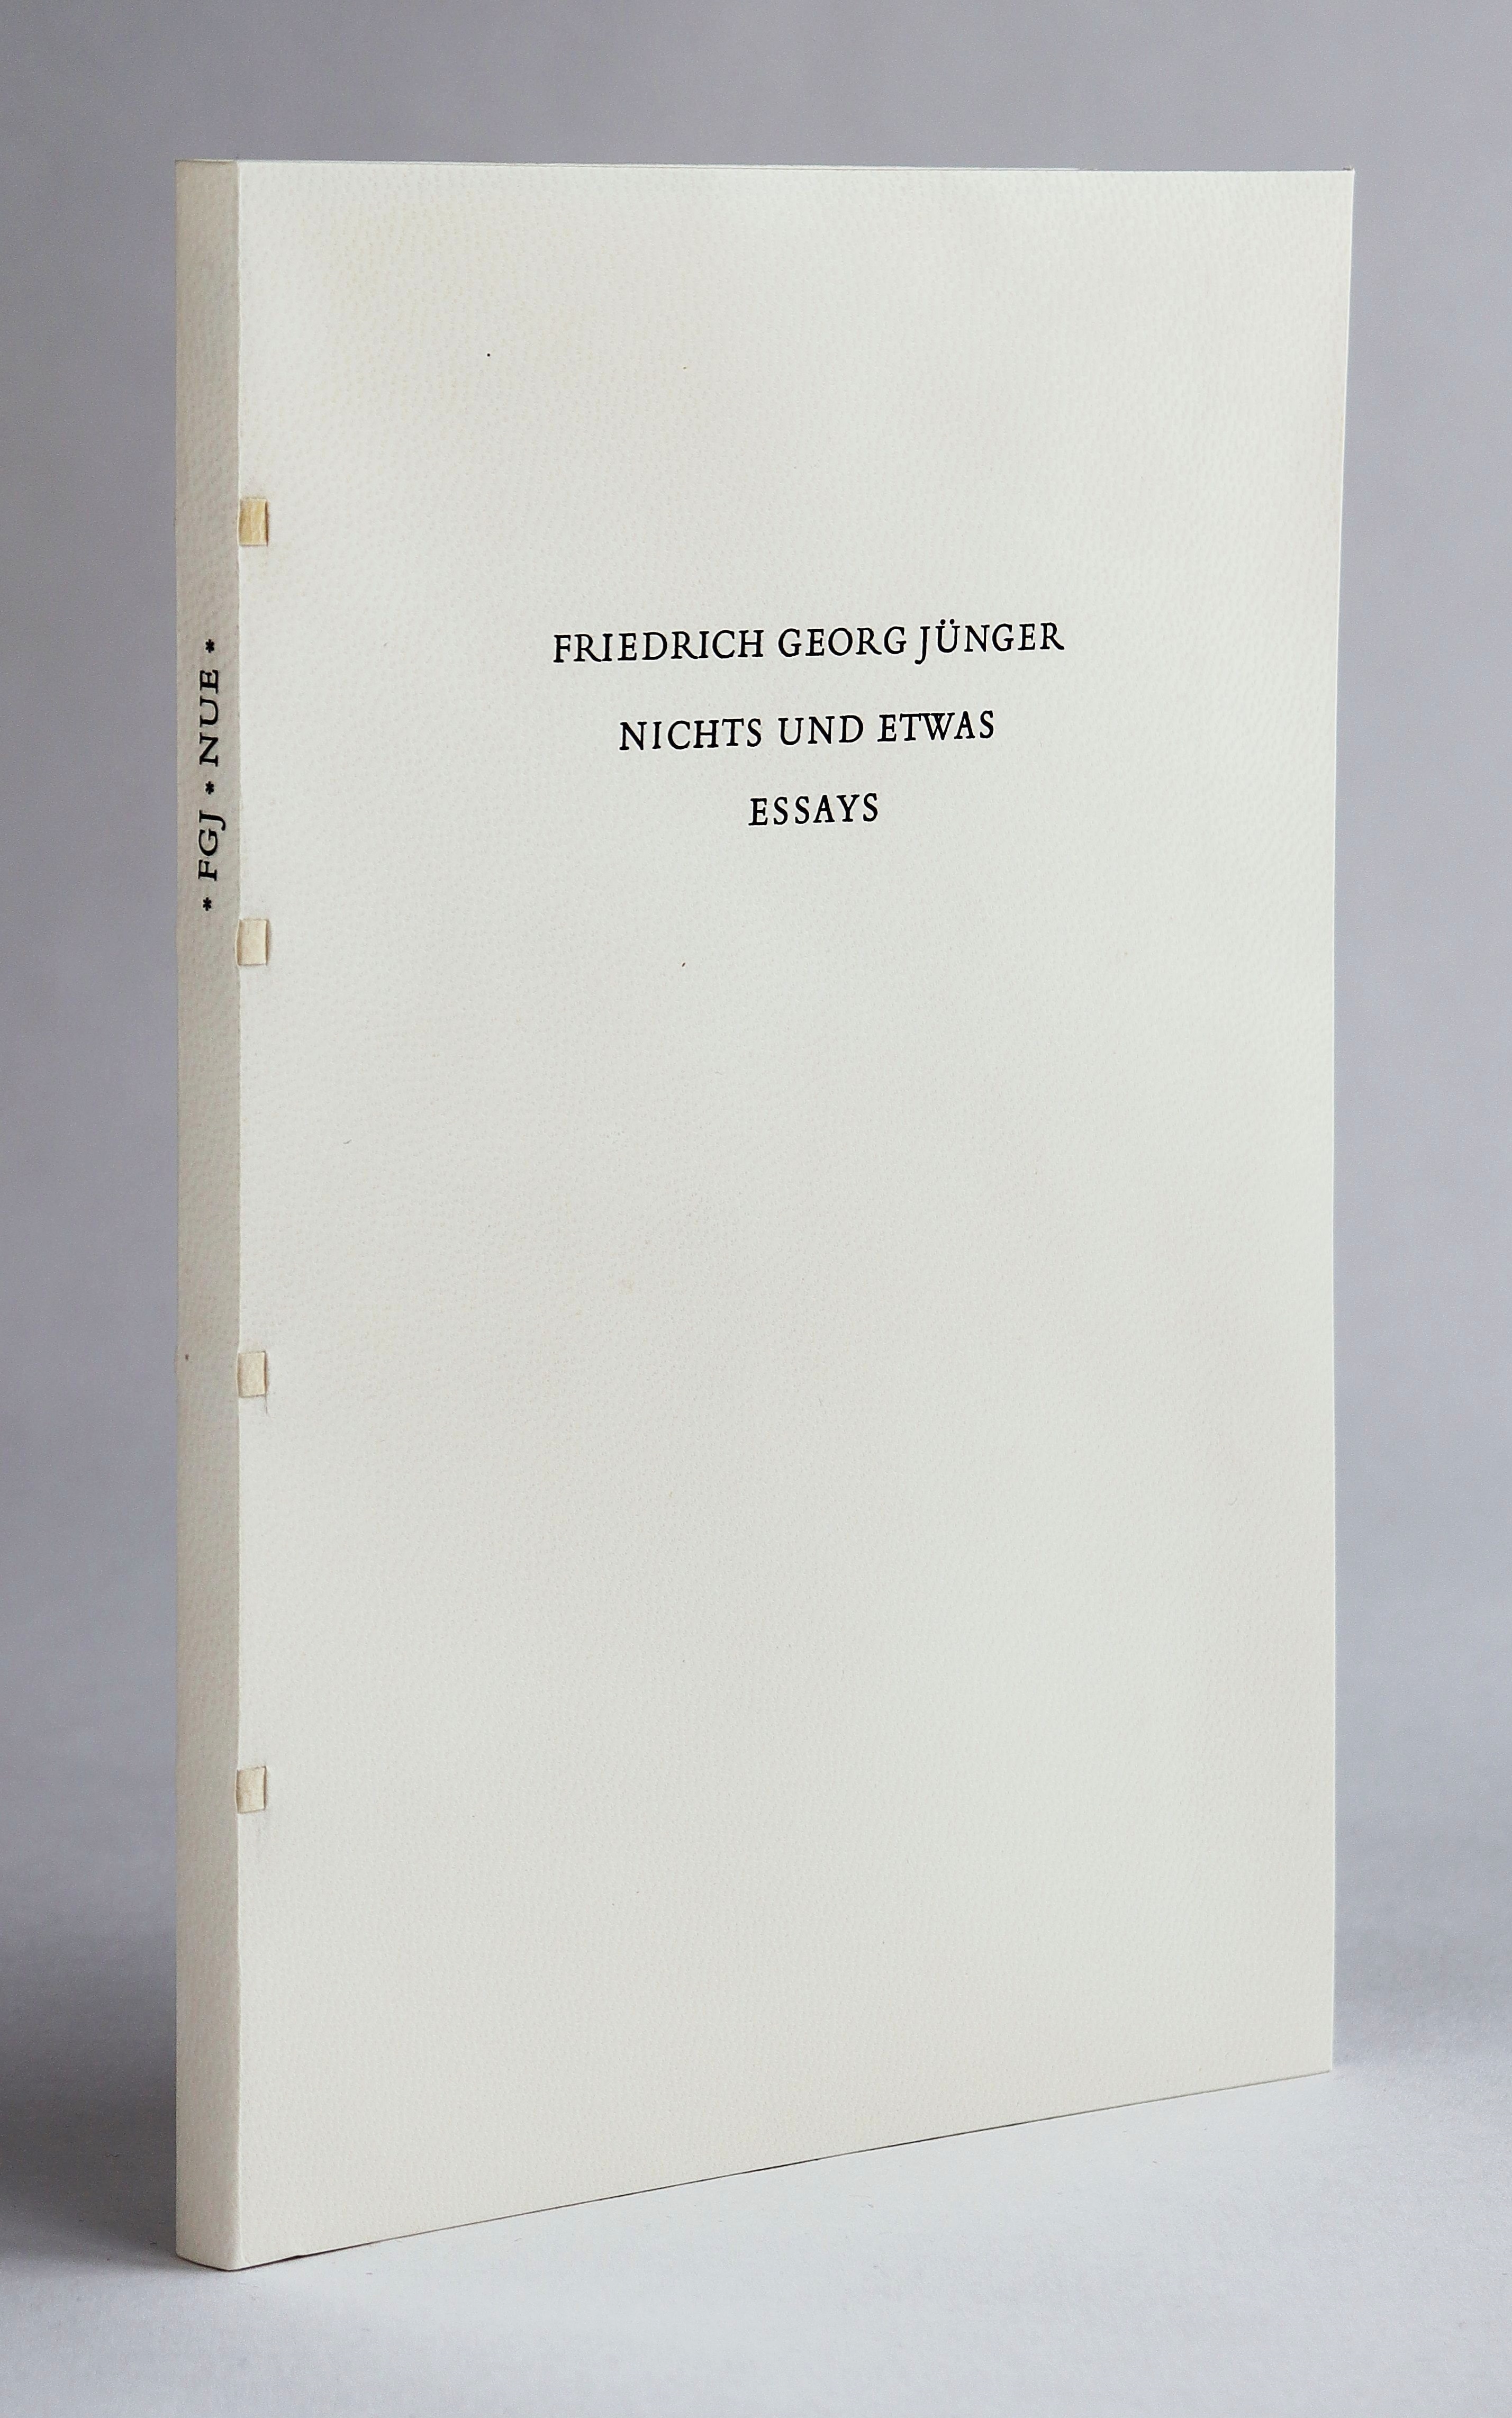 * FGJ * NUE *
FRIEDRICH GEORG JÜNGER
NICHTS UND ETWAS
ESSAYS